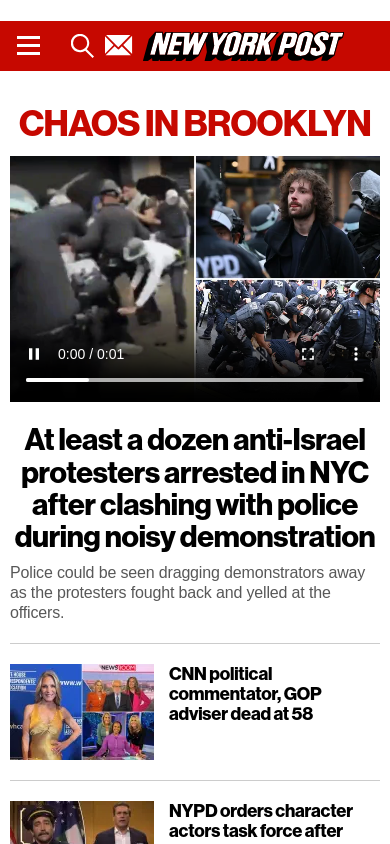 NEW YORK POST
CHAOS IN BROOKLYN
NYPD
0:00 / 0:01
At least a dozen anti-Israel
protesters arrested in NYC
after clashing with police
during noisy demonstration
Police could be seen dragging demonstrators away
as the protesters fought back and yelled at the
officers.
CNN political
commentator, GOP
adviser dead at 58
NEWSROOM
NYPD orders character
actors task force after